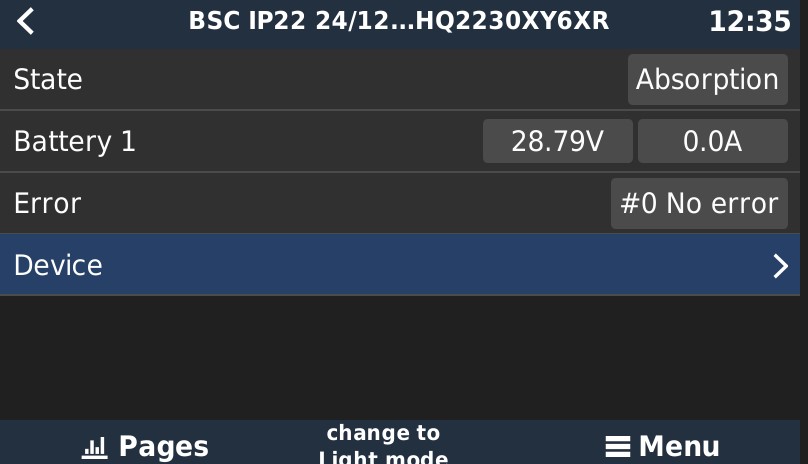 BSC IP22 24/12...HQ2230XY6XR 12:35
State Absorption
Battery 1 28.79V 0.0A
Error #0 No error
Device
change to
Pages Menu
Light mode